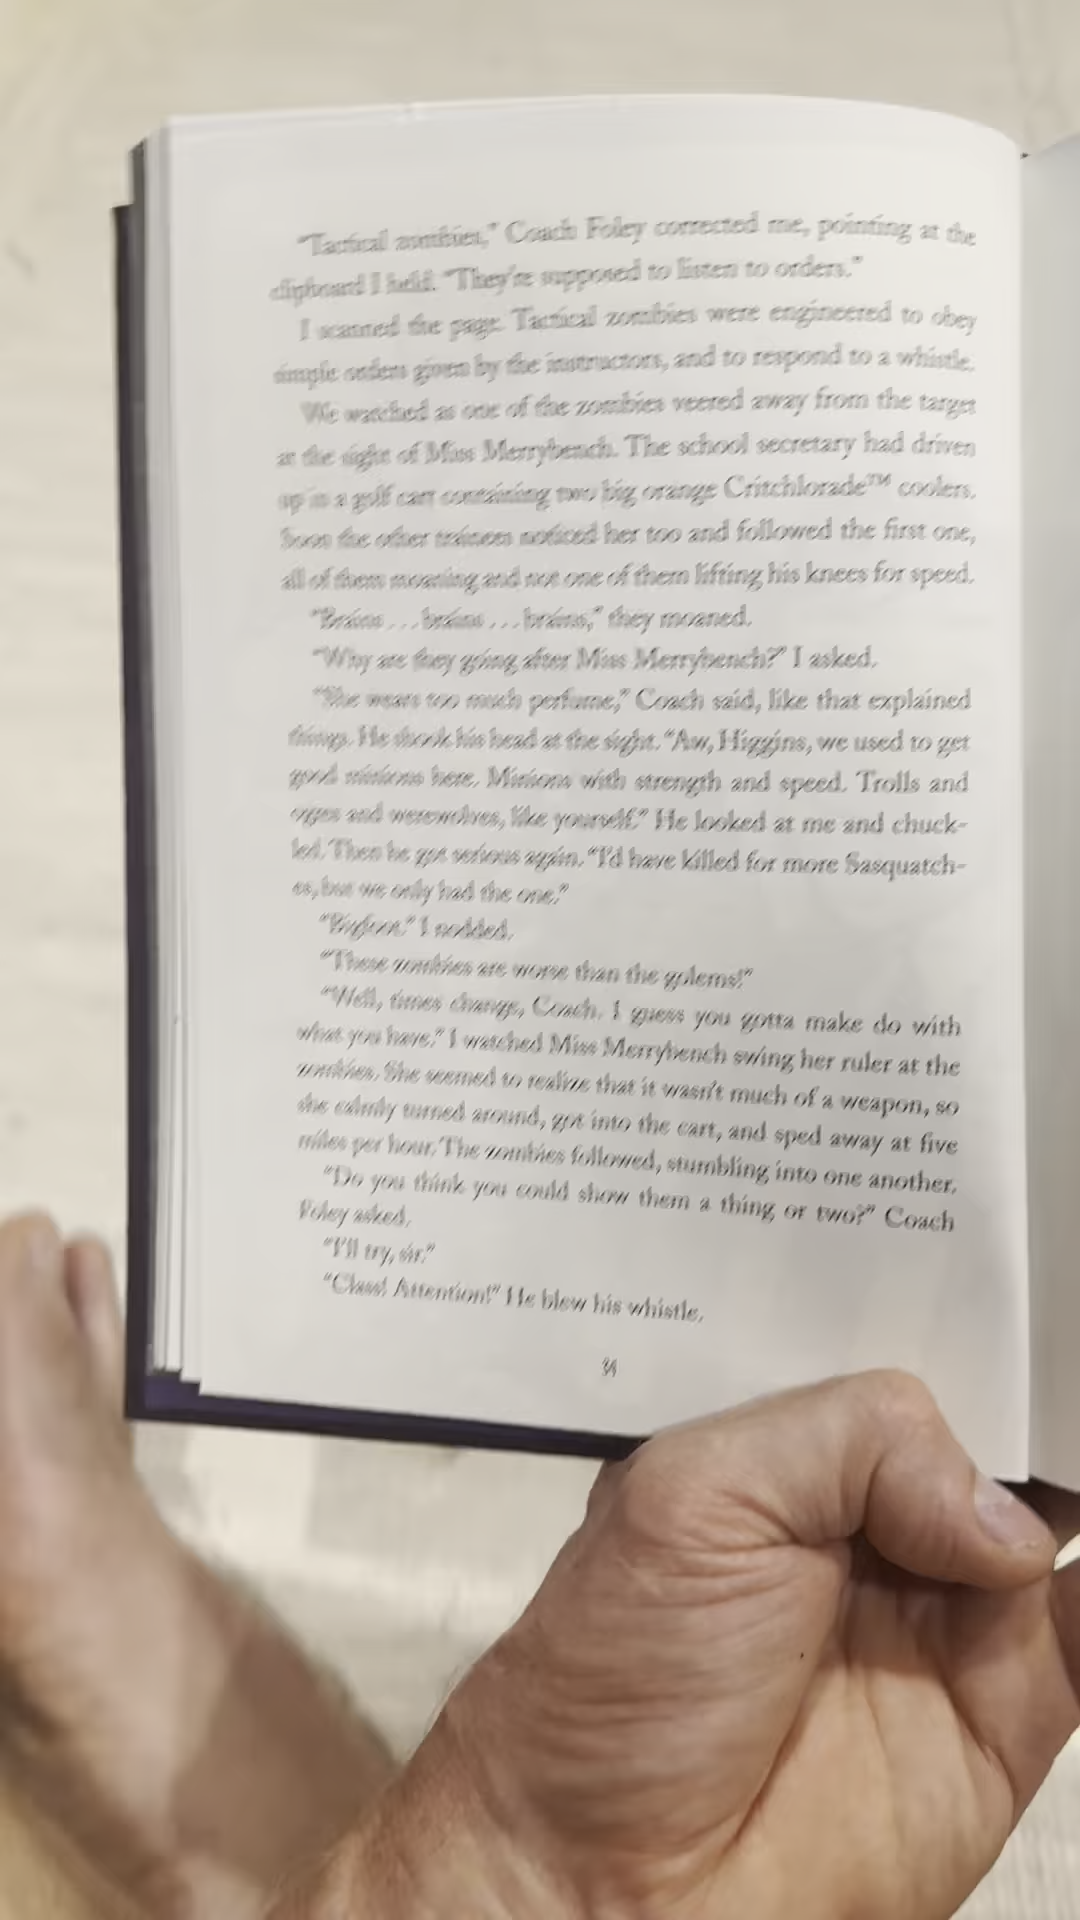 "Tactical zombies," Coach Foley corrected me, pointing at the
clipboard I held. "They're supposed to listen to orders."
I scanned the page. Tactical zombies were engineered to obey
simple orders given by the instructors, and to respond to a whistle.
We watched as one of the zombies veered away from the target
at the sight of Miss Merrybench. The school secretary had driven
up in a golf cart containing two big orange Critchlorade™ coolers.
Soon the other trainees noticed her too and followed the first one,
all of them moaning and not one of them lifting his knees for speed.
"Brains . . . brains . . . brains," they moaned.
"Why are they going after Miss Merrybench?" I asked.
"She wears too much perfume," Coach said, like that explained
things. He shook his head at the sight. "Aw, Higgins, we used to get
good minions here. Minions with strength and speed. Trolls and
ogres and werewolves, like yourself." He looked at me and chuck-
led. Then he got serious again. "I'd have killed for more Sasquatch-
es, but we only had the one."
"Bigfoot." I nodded.
"These zombies are worse than the golems!"
"Well, times change, Coach. I guess you gotta make do with
what you have." I watched Miss Merrybench swing her ruler at the
zombies. She seemed to realize that it wasn't much of a weapon, so
she calmly turned around, got into the cart, and sped away at five
miles per hour. The zombies followed, stumbling into one another.
"Do you think you could show them a thing or two?" Coach
Foley asked.
"I'll try, sir."
"Class! Attention!" He blew his whistle.
34